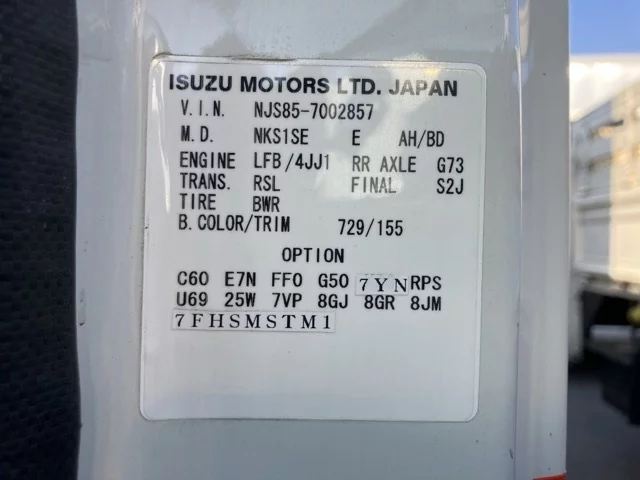 ISUZU MOTORS LTD. JAPAN
V.I.N. NJS85-7002857
M.D. NKS1SE E AH/BD
ENGINE LFB/4JJ1 RR AXLE G73
TRANS. RSL FINAL S2J
TIRE BWR
B.COLOR/TRIM 729/155
OPTION
C60 E7N FF0 G50 7YN RPS
U69 25W 7VP 8GJ 8GR 8JM
7FHSMSTM1